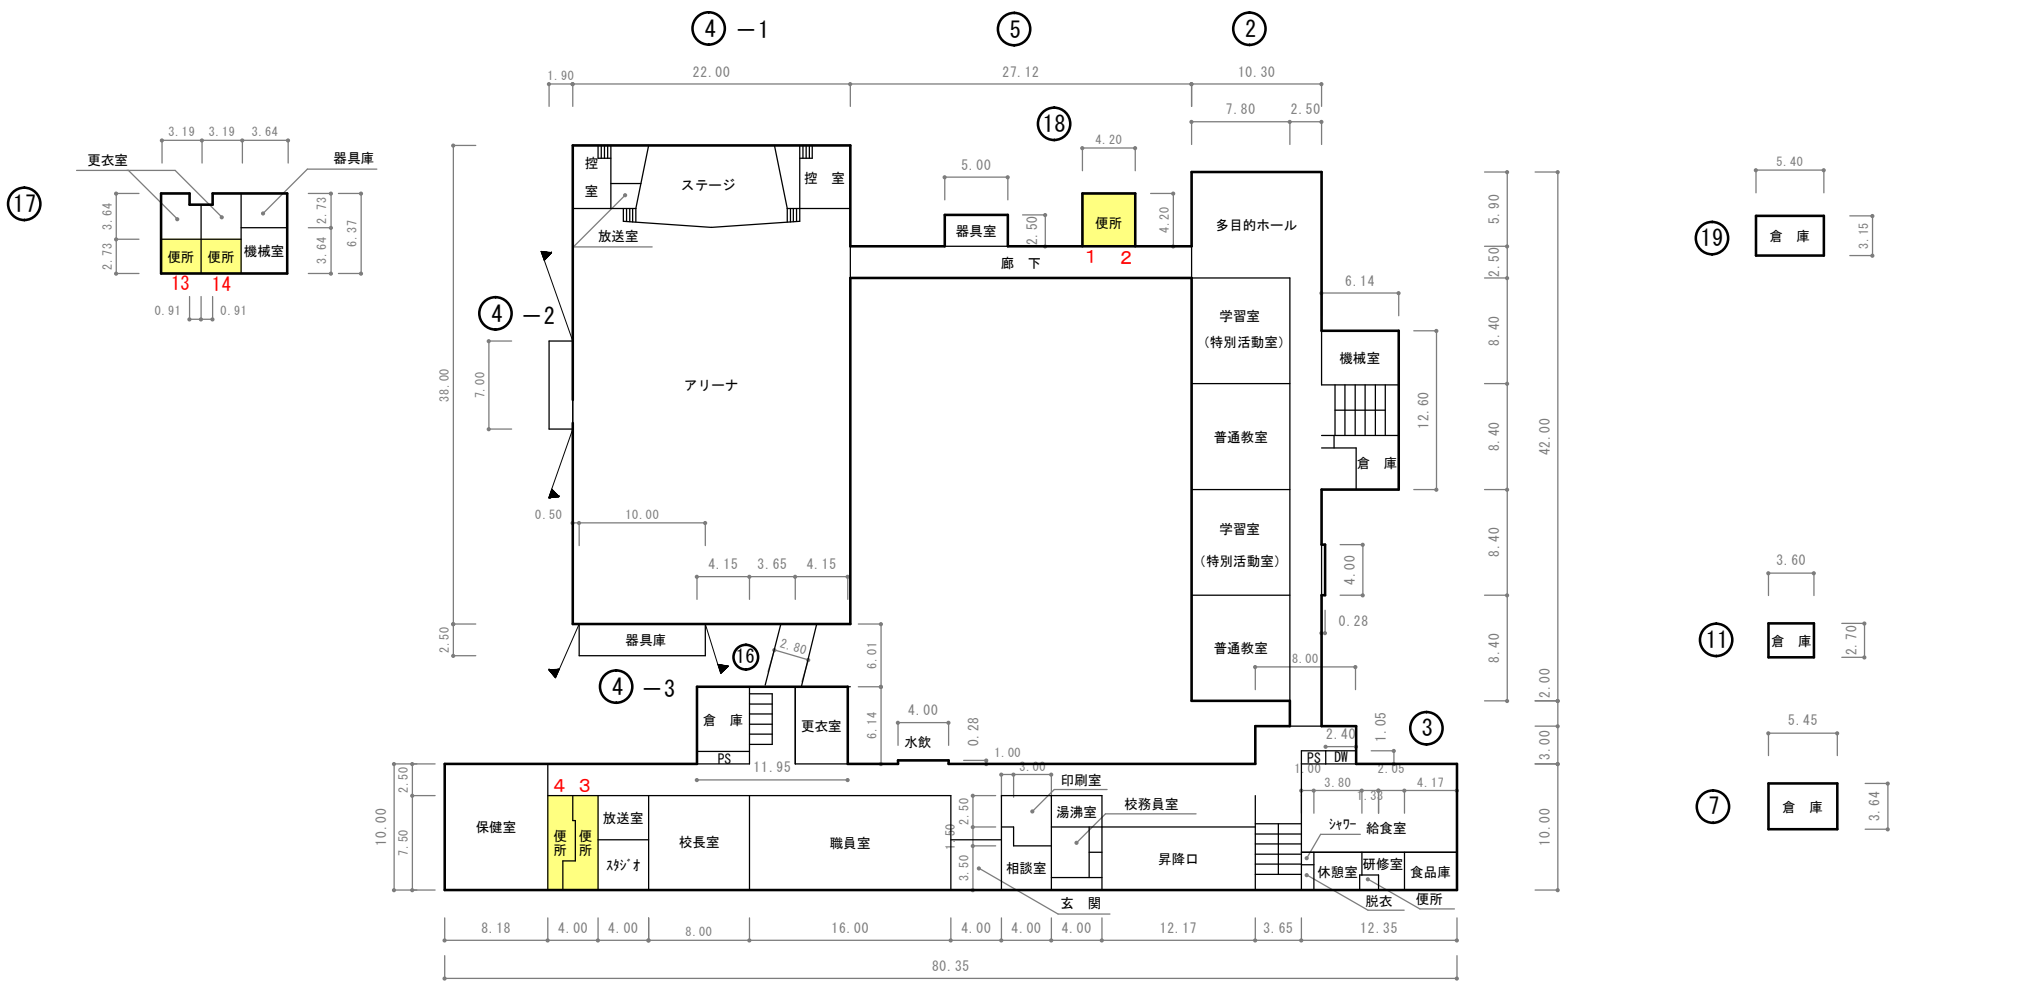 ④ －1
⑤
②
1.90
22.00
27.12
10.30
7.80
2.50
⑱
4.20
5.00
3.19
3.19
3.64
更衣室
器具庫
⑰
3.64
2.73
2.73
3.64
6.37
便所
便所
機械室
13
14
0.91
0.91
控
室
ステージ
控　室
放送室
器具室
2.50
便所
4.20
1
2
廊　下
多目的ホール
5.90
2.50
5.40
⑲
倉　庫
3.15
④ －2
7.00
38.00
アリーナ
学習室
(特別活動室)
6.14
機械室
8.40
12.60
42.00
普通教室
倉　庫
8.40
0.50
10.00
4.15
3.65
4.15
学習室
(特別活動室)
4.00
8.40
0.28
3.60
⑪
倉　庫
2.70
2.50
器具庫
⑯
2.80
6.01
普通教室
8.00
8.40
④ －3
2.00
倉　庫
更衣室
6.14
4.00
0.28
水飲
1.05
③
5.45
2.40
3.00
PS
11.95
1.00
3.00
印刷室
PS
DW
1.00
2.05
3.80
1.38
4.17
⑦
倉　庫
3.64
10.00
2.50
7.50
保健室
4
3
便所
便所
放送室
ｽﾀｼﾞｵ
校長室
職員室
2.50
1.50
3.50
湯沸室
校務員室
相談室
昇降口
ｼｬﾜｰ
給食室
休憩室
研修室
食品庫
10.00
玄　関
脱衣
便所
8.18
4.00
4.00
8.00
16.00
4.00
4.00
4.00
12.17
3.65
12.35
80.35